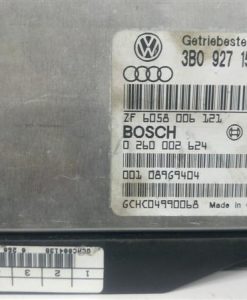 Getriebeste
3B0 927 15
ZF 6058 006 121
BOSCH
0 260 002 624
001 08969404
GCHC04990068 Made in
1 2 3